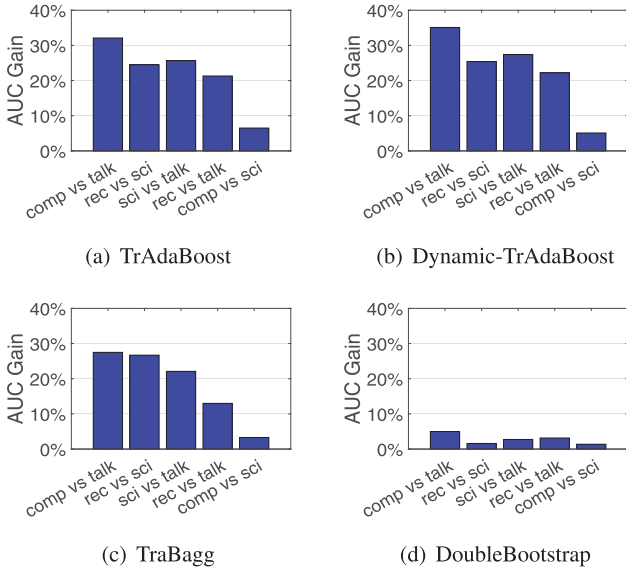 40%
30%
20%
10%
0%
AUC Gain
comp vs talk
rec vs sci
sci vs talk
rec vs talk
comp vs sci
(a) TrAdaBoost
40%
30%
20%
10%
0%
AUC Gain
comp vs talk
rec vs sci
sci vs talk
rec vs talk
comp vs sci
(b) Dynamic-TrAdaBoost
40%
30%
20%
10%
0%
AUC Gain
comp vs talk
rec vs sci
sci vs talk
rec vs talk
comp vs sci
(c) TraBagg
40%
30%
20%
10%
0%
AUC Gain
comp vs talk
rec vs sci
sci vs talk
rec vs talk
comp vs sci
(d) DoubleBootstrap